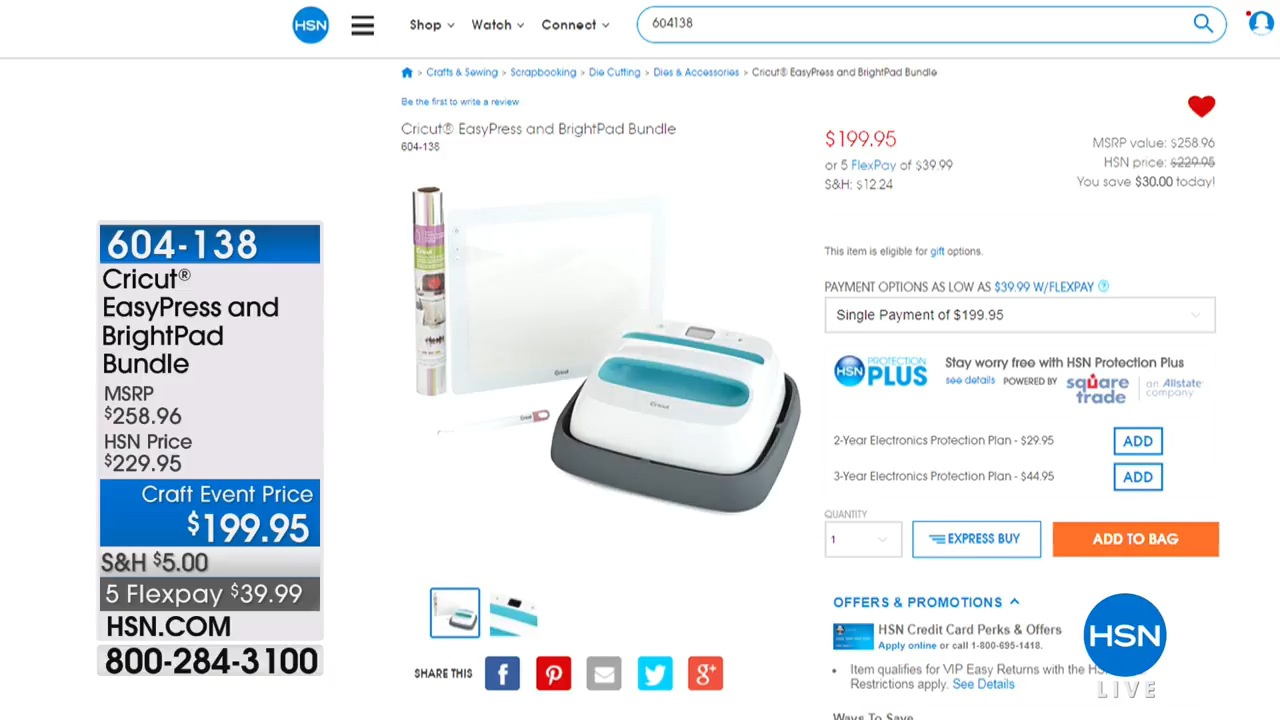 HSN
Shop
Watch
Connect
604138
> Crafts & Sewing > Scrapbooking > Die Cutting > Dies & Accessories > Cricut® EasyPress and BrightPad Bundle
Be the first to write a review
Cricut® EasyPress and BrightPad Bundle
604-138
$199.95
or 5 FlexPay of $39.99
S&H: $12.24
MSRP value: $258.96
HSN price: $229.95
You save $30.00 today!
This item is eligible for gift options.
PAYMENT OPTIONS AS LOW AS $39.99 W/FLEXPAY ?
Single Payment of $199.95
HSN PROTECTION PLUS
Stay worry free with HSN Protection Plus
see details POWERED BY square trade an Allstate company
2-Year Electronics Protection Plan - $29.95 ADD
3-Year Electronics Protection Plan - $44.95 ADD
QUANTITY
1
EXPRESS BUY
ADD TO BAG
OFFERS & PROMOTIONS
HSN Credit Card Perks & Offers
Apply online or call 1-800-695-1418.
• Item qualifies for VIP Easy Returns with the
Restrictions apply. See Details
Ways To Save
SHARE THIS
f
g+
Cricut
Cricut
Cricut
604-138
Cricut®
EasyPress and
BrightPad
Bundle
MSRP
$258.96
HSN Price
$229.95
Craft Event Price
$199.95
S&H $5.00
5 Flexpay $39.99
HSN.COM
800-284-3100
HSN
LIVE